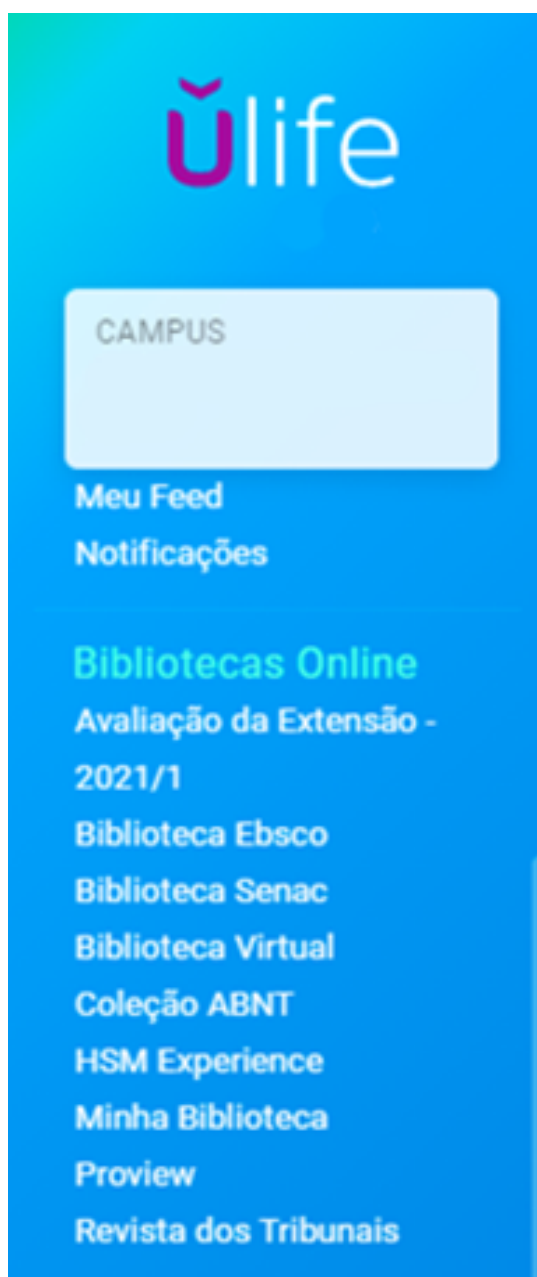 ŭlife
CAMPUS
Meu Feed
Notificações
Bibliotecas Online
Avaliação da Extensão -
2021/1
Biblioteca Ebsco
Biblioteca Senac
Biblioteca Virtual
Coleção ABNT
HSM Experience
Minha Biblioteca
Proview
Revista dos Tribunais